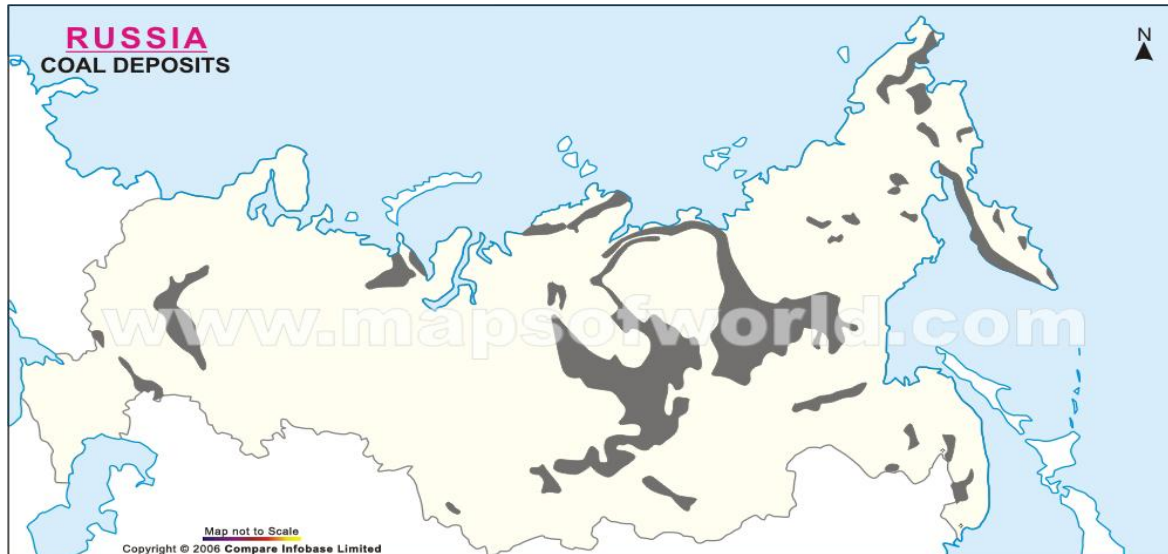 RUSSIA
COAL DEPOSITS
N
www.mapsofworld.com
Map not to Scale
Copyright © 2006 Compare Infobase Limited